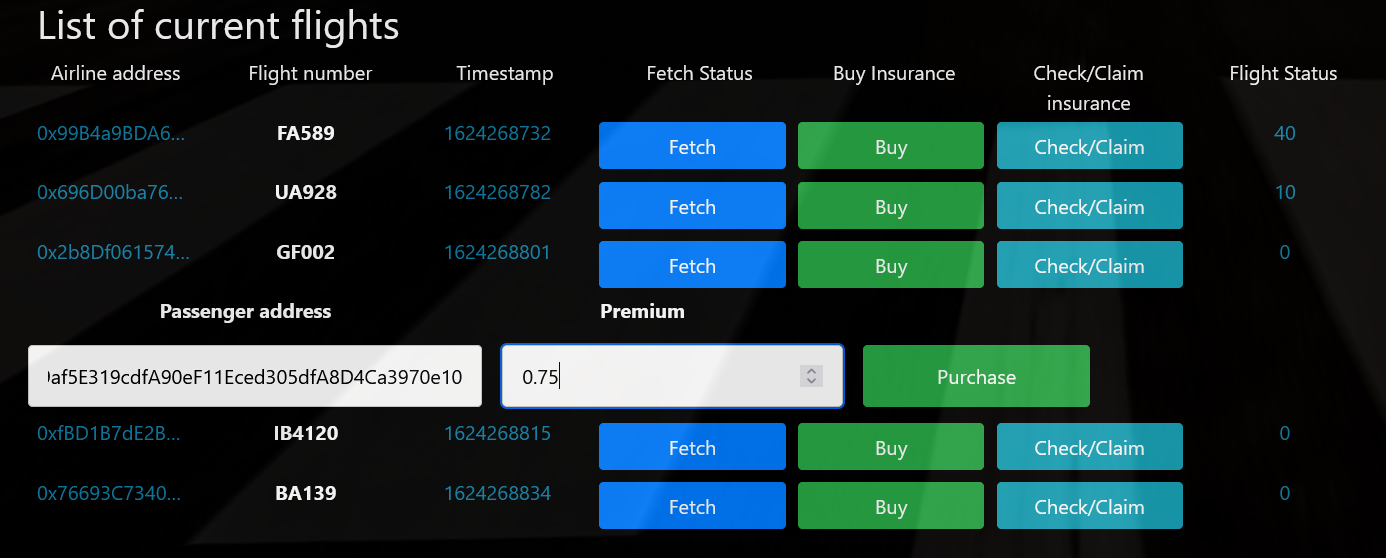 List of current flights
Airline address Flight number Timestamp Fetch Status Buy Insurance Check/Claim insurance Flight Status
0x99B4a9BDA6... FA589 1624268732 Fetch Buy Check/Claim 40
0x696D00ba76... UA928 1624268782 Fetch Buy Check/Claim 10
0x2b8Df061574... GF002 1624268801 Fetch Buy Check/Claim 0
Passenger address Premium
af5E319cdfA90eF11Eced305dfA8D4Ca3970e10 0.75 Purchase
0xfBD1B7dE2B... IB4120 1624268815 Fetch Buy Check/Claim 0
0x76693C7340... BA139 1624268834 Fetch Buy Check/Claim 0